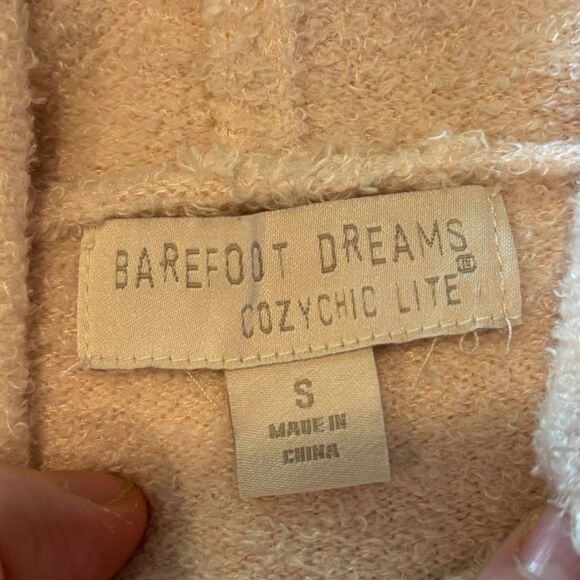 BAREFOOT DREAMS
COZYCHIC LITE®
S
MADE IN
CHINA